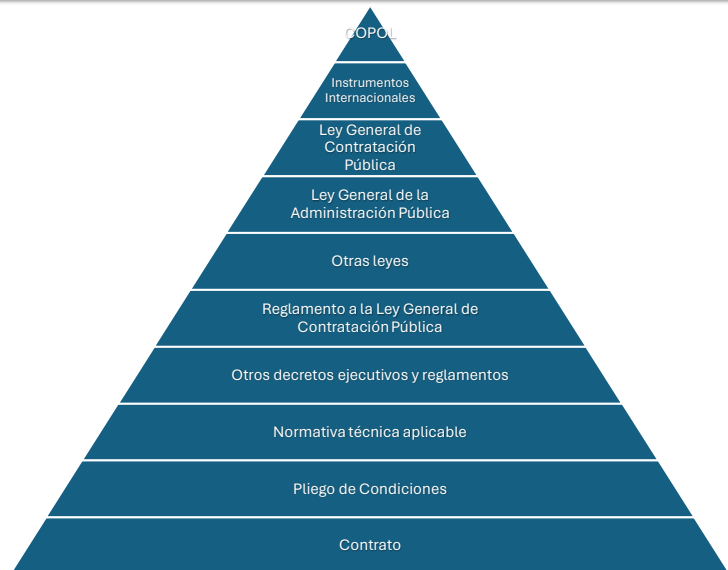 COPOL
Instrumentos
Internacionales
Ley General de
Contratación
Pública
Ley General de la
Administración Pública
Otras leyes
Reglamento a la Ley General de
Contratación Pública
Otros decretos ejecutivos y reglamentos
Normativa técnica aplicable
Pliego de Condiciones
Contrato